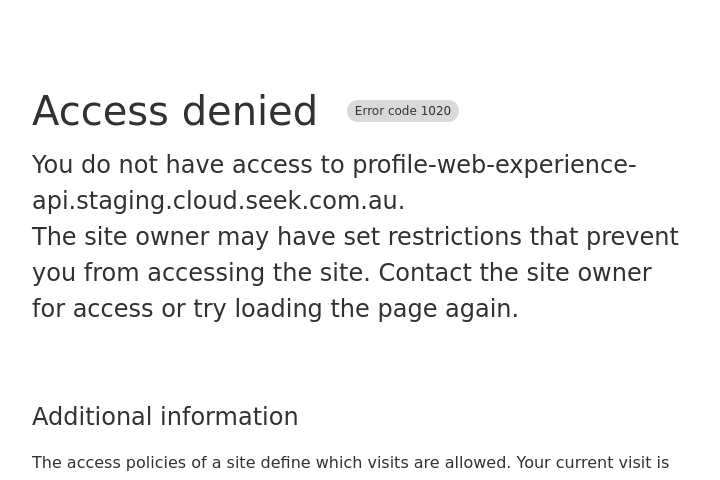 Access denied Error code 1020
You do not have access to profile-web-experience-
api.staging.cloud.seek.com.au.
The site owner may have set restrictions that prevent
you from accessing the site. Contact the site owner
for access or try loading the page again.
Additional information
The access policies of a site define which visits are allowed. Your current visit is